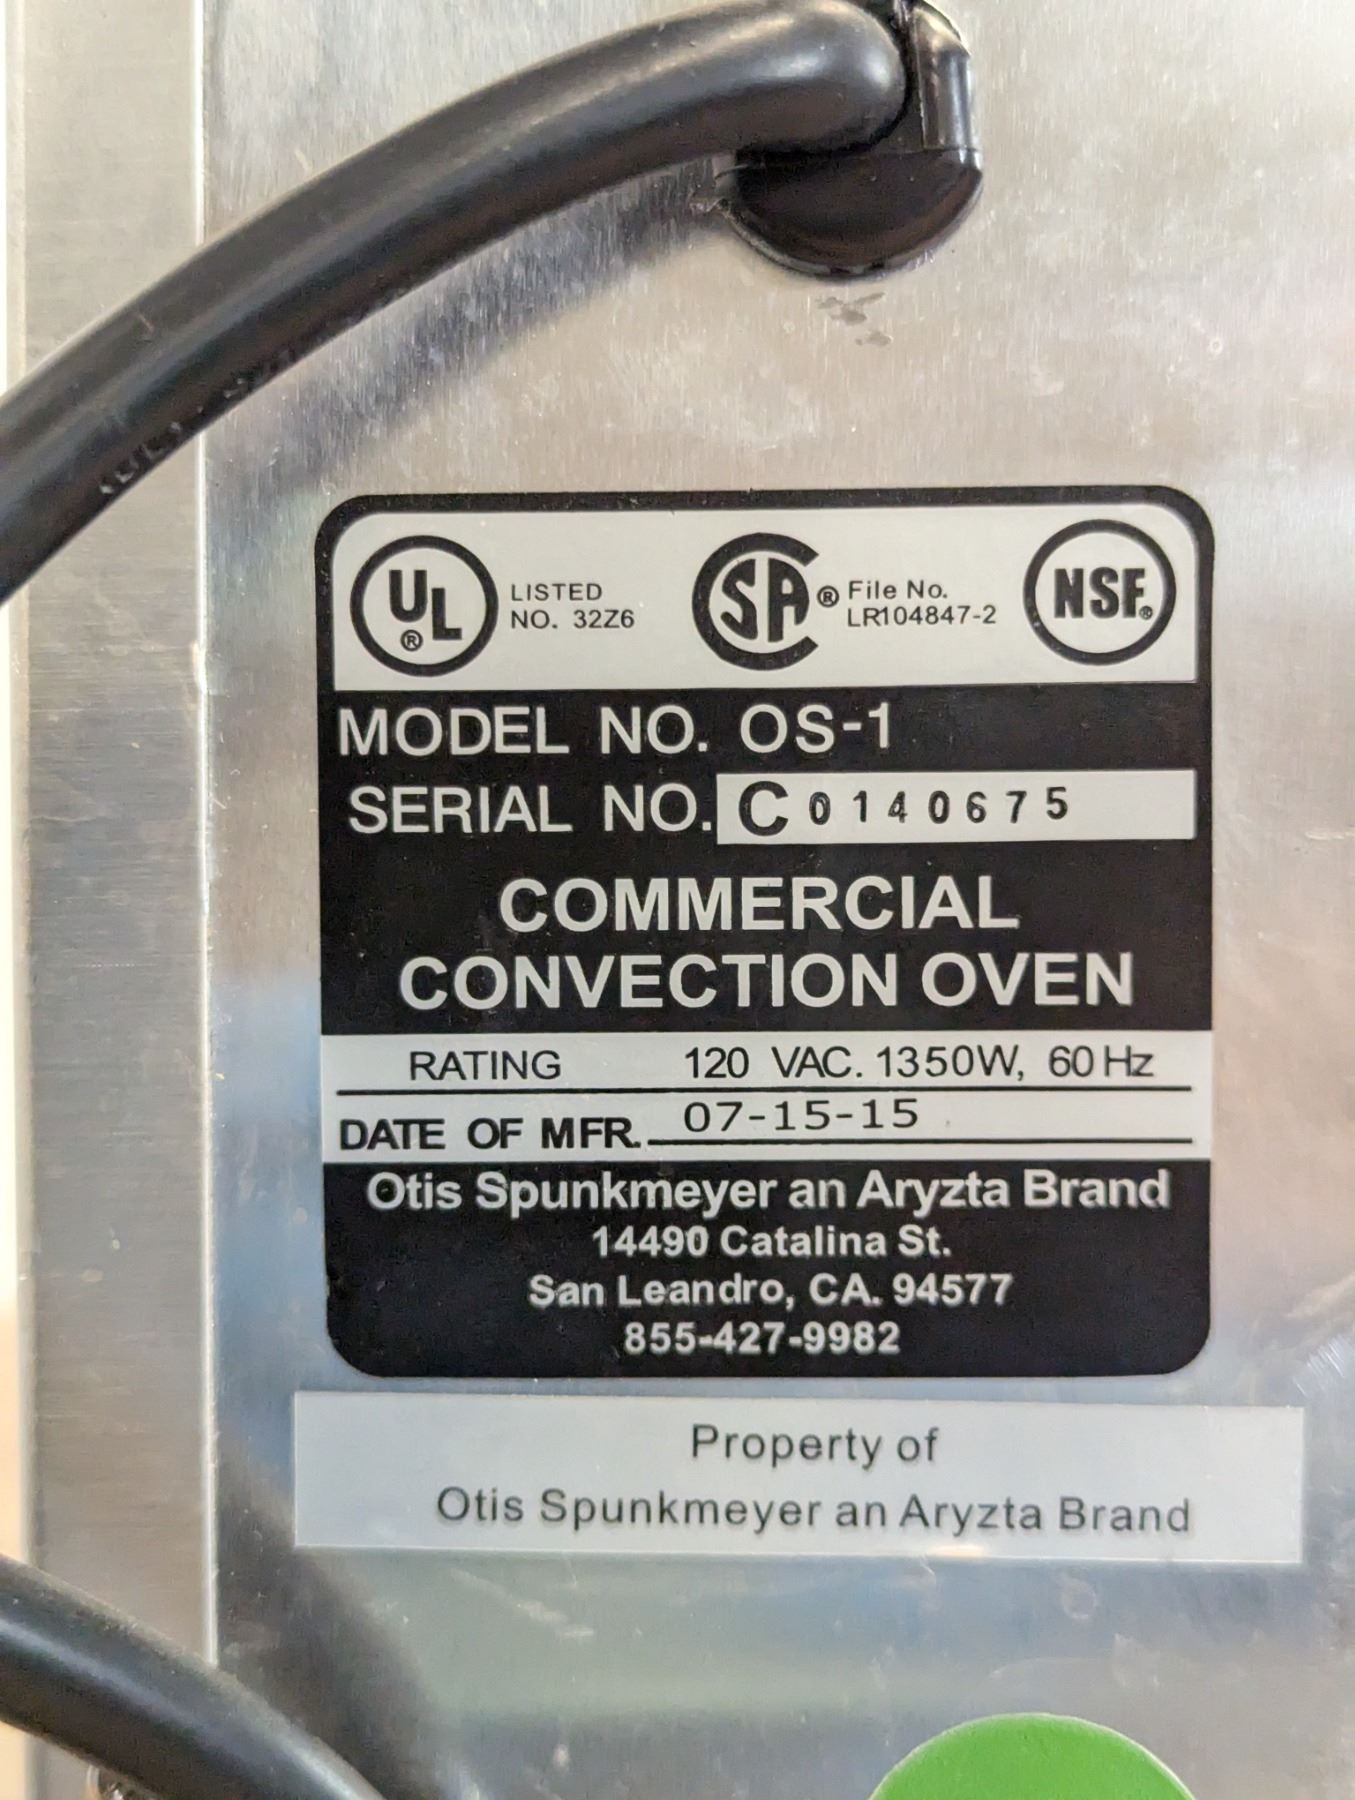 UL ® LISTED
NO. 32Z6
SA ® File No.
LR104847-2
NSF®
MODEL NO. OS-1
SERIAL NO. C0140675
COMMERCIAL
CONVECTION OVEN
RATING 120 VAC. 1350W, 60Hz
DATE OF MFR. 07-15-15
Otis Spunkmeyer an Aryzta Brand
14490 Catalina St.
San Leandro, CA. 94577
855-427-9982
Property of
Otis Spunkmeyer an Aryzta Brand